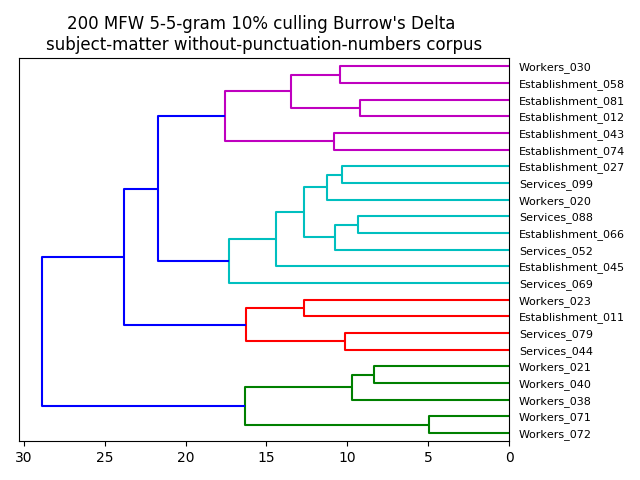 200 MFW 5-5-gram 10% culling Burrow's Delta
subject-matter without-punctuation-numbers corpus
Workers_030
Establishment_058
Establishment_081
Establishment_012
Establishment_043
Establishment_074
Establishment_027
Services_099
Workers_020
Services_088
Establishment_066
Services_052
Establishment_045
Services_069
Workers_023
Establishment_011
Services_079
Services_044
Workers_021
Workers_040
Workers_038
Workers_071
Workers_072
30 25 20 15 10 5 0